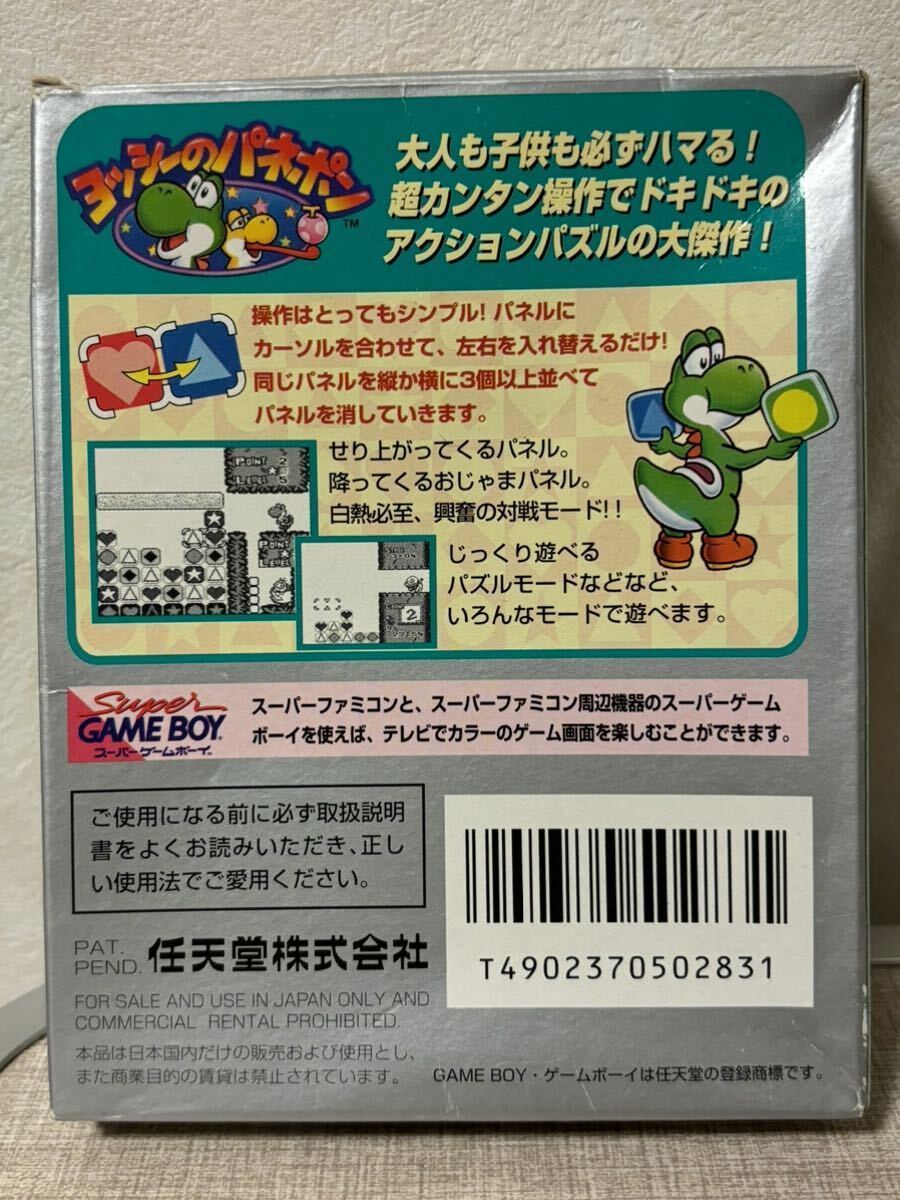 ヨッシーのパネポン
TM
大人も子供も必ずハマる!
超カンタン操作でドキドキの
アクションパズルの大傑作!
操作はとってもシンプル! パネルに
カーソルを合わせて、左右を入れ替えるだけ!
同じパネルを縦か横に3個以上並べて
パネルを消していきます。
せり上がってくるパネル。
降ってくるおじゃまパネル。
白熱必至、興奮の対戦モード!!
POINT 2
LEVEL 5
POINT
LEVEL
じっくり遊べる
パズルモードなどなど、
いろんなモードで遊べます。
2
Super
GAME BOY
スーパーゲームボーイ
スーパーファミコンと、スーパーファミコン周辺機器のスーパーゲーム
ボーイを使えば、テレビでカラーのゲーム画面を楽しむことができます。
ご使用になる前に必ず取扱説明
書をよくお読みいただき、正し
い使用法でご愛用ください。
PAT.
PEND. 任天堂株式会社
FOR SALE AND USE IN JAPAN ONLY AND
COMMERCIAL RENTAL PROHIBITED.
本品は日本国内だけの販売および使用とし、
また商業目的の賃貸は禁止されています。
T4902370502831
GAME BOY・ゲームボーイは任天堂の登録商標です。